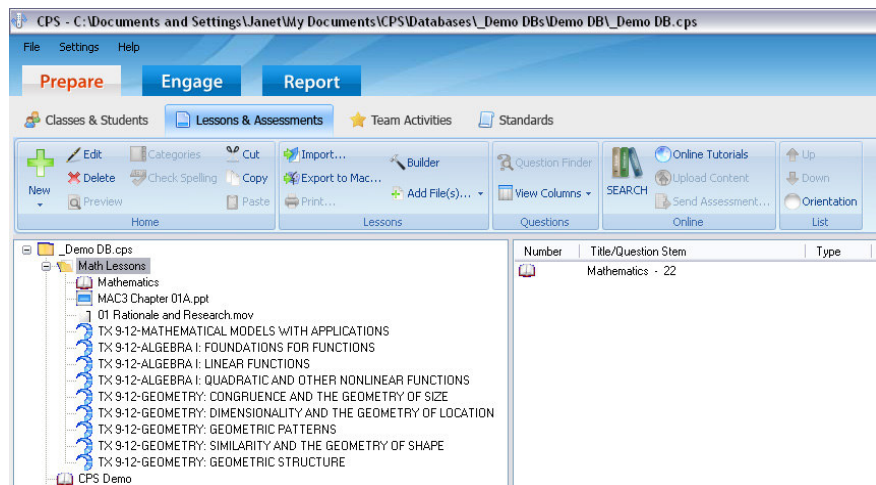 CPS - C:\Documents and Settings\Janet\My Documents\CPS\Databases\_Demo DBs\Demo DB\_Demo DB.cps
File Settings Help
Prepare Engage Report
Classes & Students Lessons & Assessments Team Activities Standards
New
Edit
Delete
Preview
Categories
Check Spelling
Cut
Copy
Paste
Home
Import...
Export to Mac...
Print...
Builder
Add File(s)...
Lessons
Question Finder
View Columns
Questions
SEARCH
Online Tutorials
Upload Content
Send Assessment...
Online
Up
Down
Orientation
List
_Demo DB.cps
Math Lessons
Mathematics
MAC3 Chapter 01A.ppt
01 Rationale and Research.mov
TX 9-12-MATHEMATICAL MODELS WITH APPLICATIONS
TX 9-12-ALGEBRA I: FOUNDATIONS FOR FUNCTIONS
TX 9-12-ALGEBRA I: LINEAR FUNCTIONS
TX 9-12-ALGEBRA I: QUADRATIC AND OTHER NONLINEAR FUNCTIONS
TX 9-12-GEOMETRY: CONGRUENCE AND THE GEOMETRY OF SIZE
TX 9-12-GEOMETRY: DIMENSIONALITY AND THE GEOMETRY OF LOCATION
TX 9-12-GEOMETRY: GEOMETRIC PATTERNS
TX 9-12-GEOMETRY: SIMILARITY AND THE GEOMETRY OF SHAPE
TX 9-12-GEOMETRY: GEOMETRIC STRUCTURE
CPS Demo
Number Title/Question Stem Type
Mathematics - 22